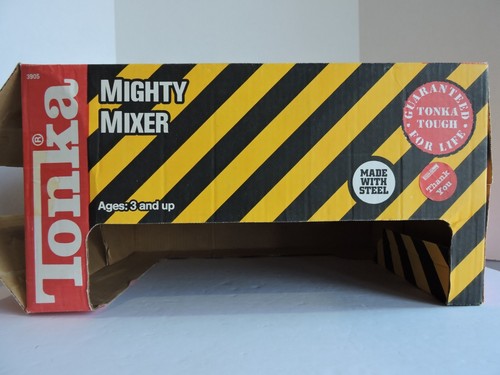 3905
Tonka®
MIGHTY
MIXER
Ages: 3 and up
GUARANTEED
TONKA
TOUGH
FOR LIFE
MADE
WITH
STEEL
Thank
You